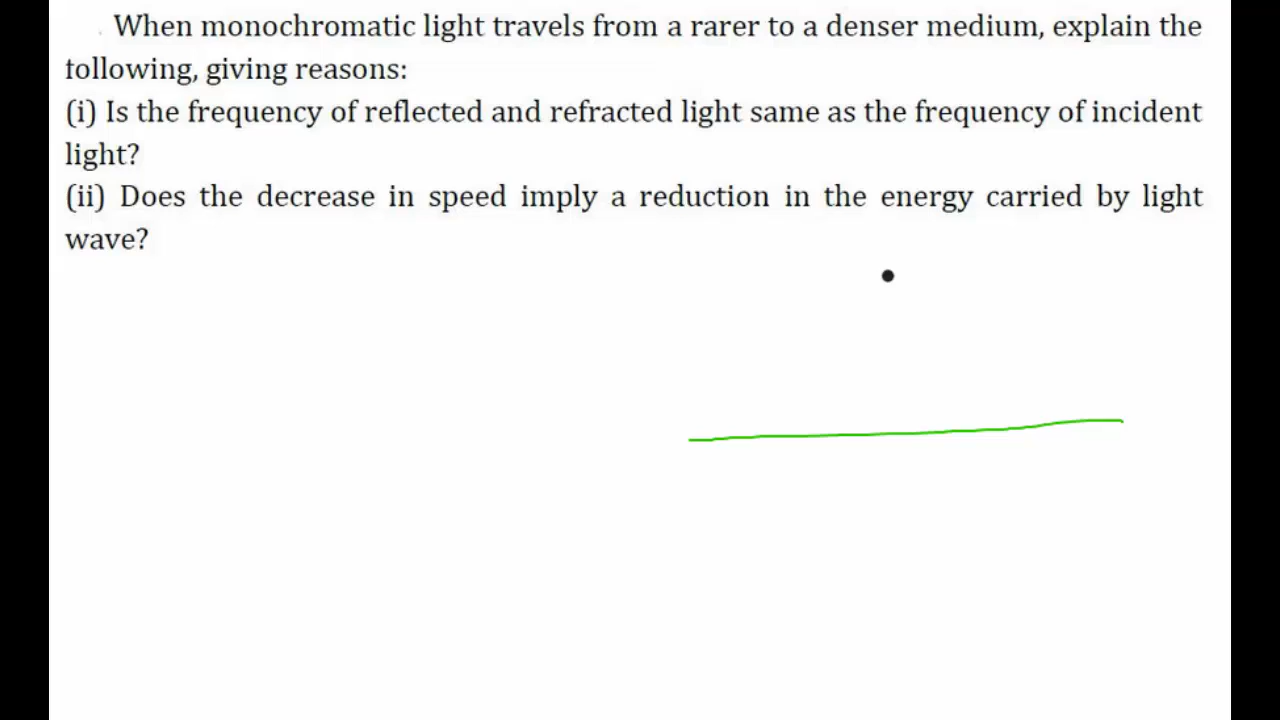 When monochromatic light travels from a rarer to a denser medium, explain the
following, giving reasons:
(i) Is the frequency of reflected and refracted light same as the frequency of incident
light?
(ii) Does the decrease in speed imply a reduction in the energy carried by light
wave?